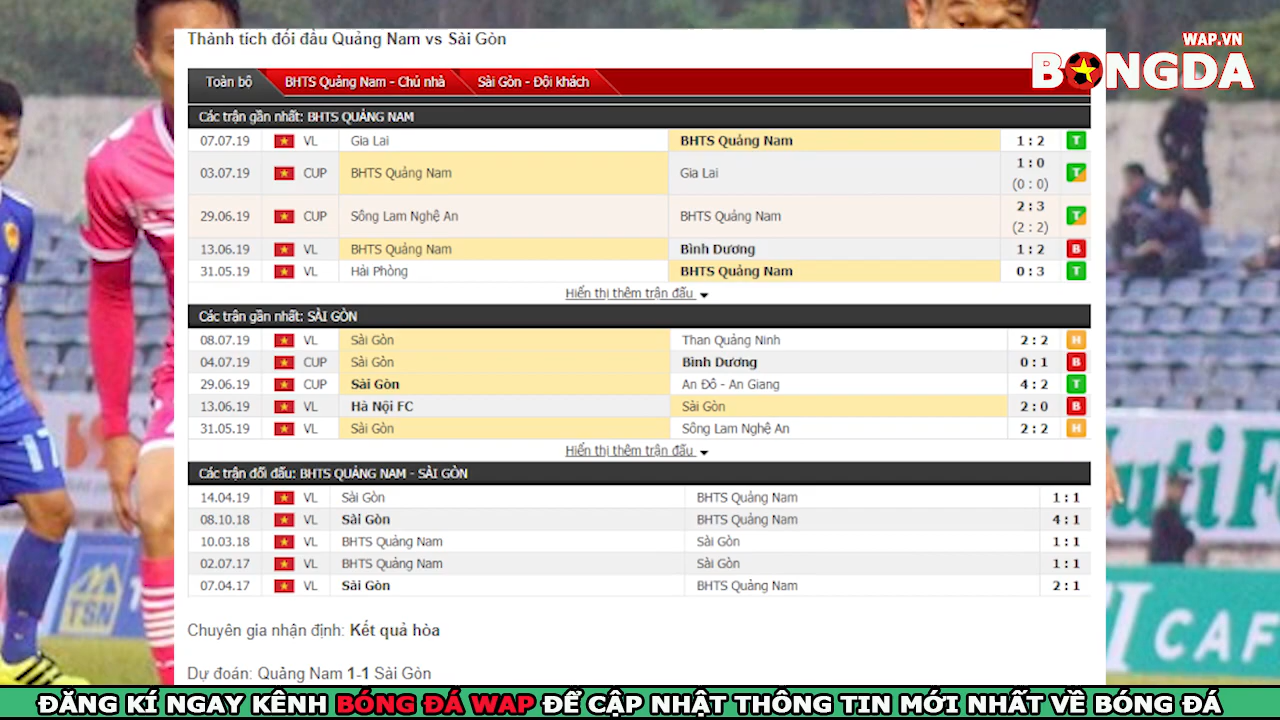 Thành tích đối đầu Quảng Nam vs Sài Gòn
WAP.VN
BONGDA
Toàn bộ BHTS Quảng Nam - Chủ nhà Sài Gòn - Đội khách
Các trận gần nhất: BHTS QUẢNG NAM
07.07.19 VL Gia Lai BHTS Quảng Nam 1 : 2 T
03.07.19 CUP BHTS Quảng Nam Gia Lai 1 : 0 (0 : 0) T
29.06.19 CUP Sông Lam Nghệ An BHTS Quảng Nam 2 : 3 (2 : 2) T
13.06.19 VL BHTS Quảng Nam Bình Dương 1 : 2 B
31.05.19 VL Hải Phòng BHTS Quảng Nam 0 : 3 T
Hiển thị thêm trận đấu
Các trận gần nhất: SÀI GÒN
08.07.19 VL Sài Gòn Than Quảng Ninh 2 : 2 H
04.07.19 CUP Sài Gòn Bình Dương 0 : 1 B
29.06.19 CUP Sài Gòn An Đô - An Giang 4 : 2 T
13.06.19 VL Hà Nội FC Sài Gòn 2 : 0 B
31.05.19 VL Sài Gòn Sông Lam Nghệ An 2 : 2 H
Hiển thị thêm trận đấu
Các trận đối đầu: BHTS QUẢNG NAM - SÀI GÒN
14.04.19 VL Sài Gòn BHTS Quảng Nam 1 : 1
08.10.18 VL Sài Gòn BHTS Quảng Nam 4 : 1
10.03.18 VL BHTS Quảng Nam Sài Gòn 1 : 1
02.07.17 VL BHTS Quảng Nam Sài Gòn 1 : 1
07.04.17 VL Sài Gòn BHTS Quảng Nam 2 : 1
Chuyên gia nhận định: Kết quả hòa
Dự đoán: Quảng Nam 1-1 Sài Gòn
17
TSN
CAF
ĐĂNG KÍ NGAY KÊNH BÓNG ĐÁ WAP ĐỂ CẬP NHẬT THÔNG TIN MỚI NHẤT VỀ BÓNG ĐÁ